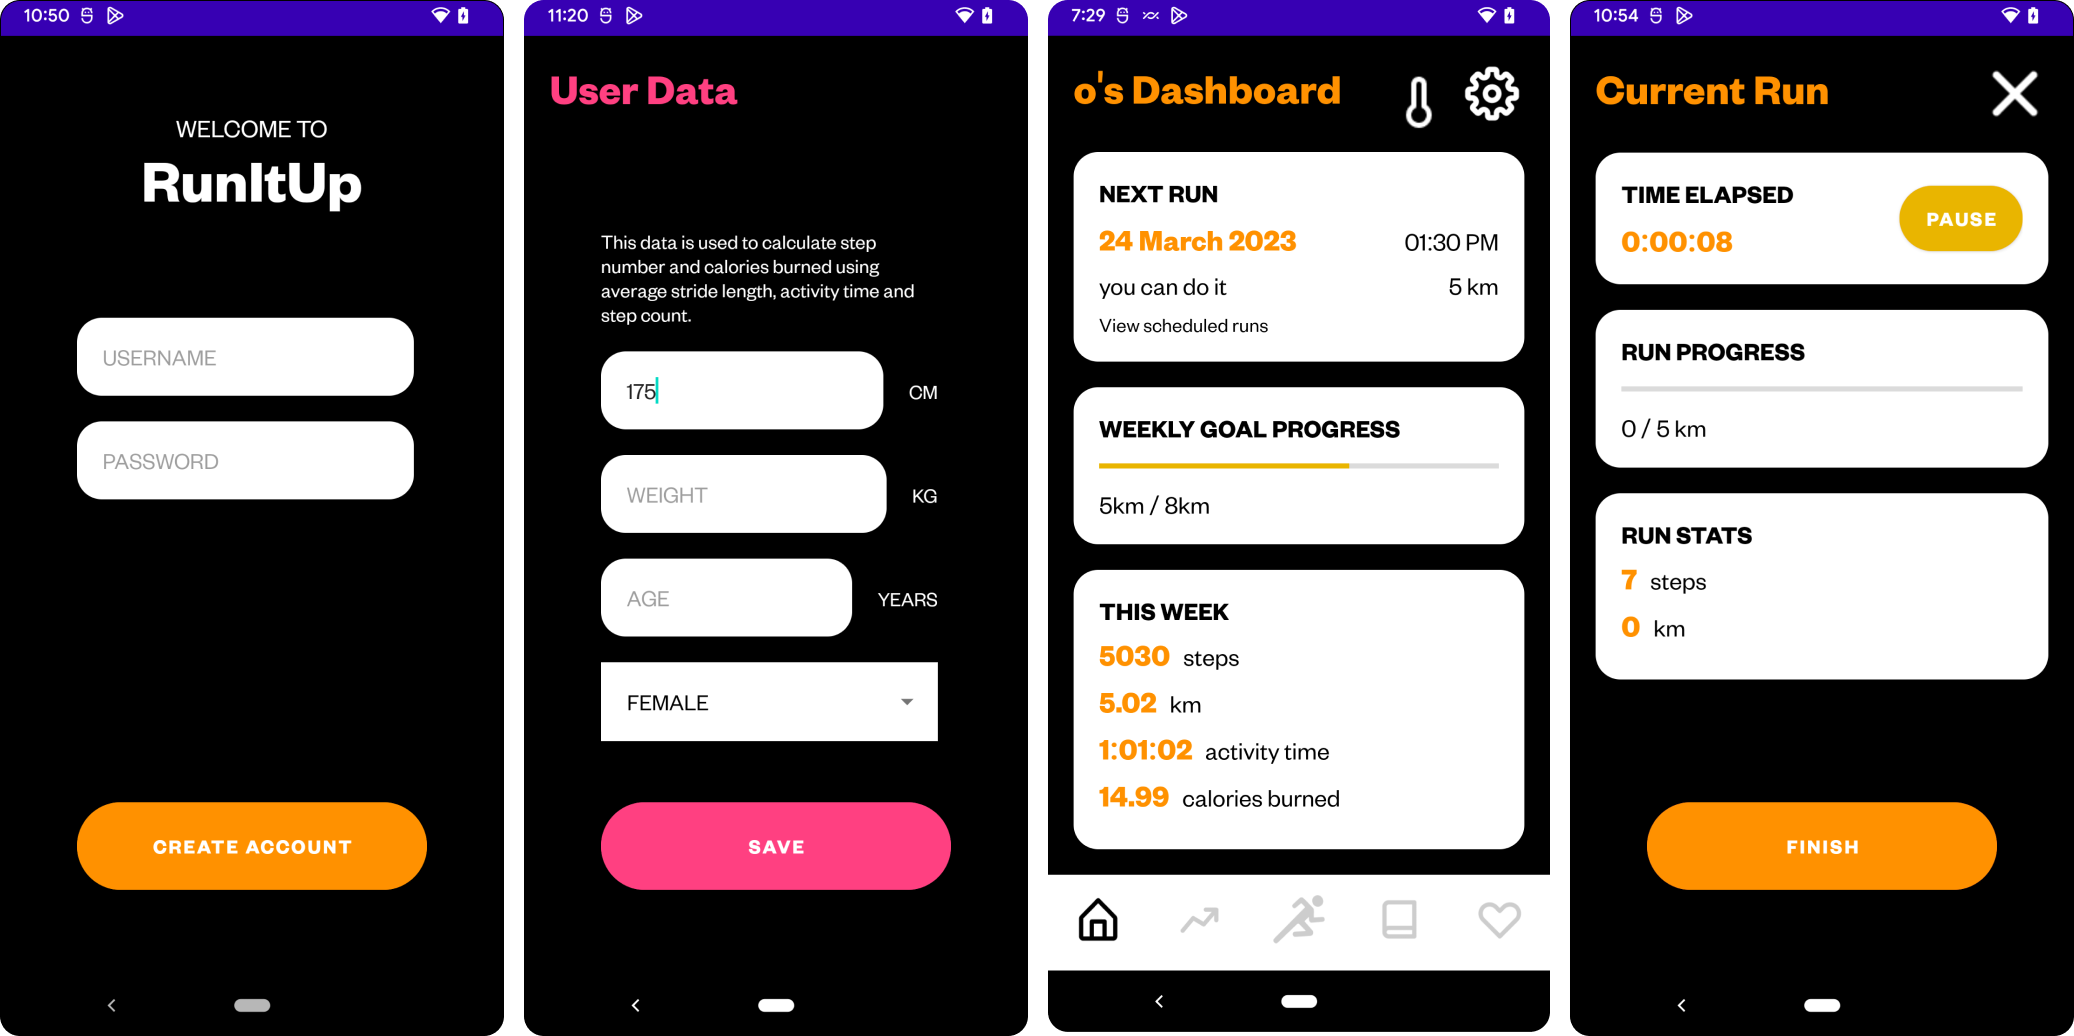 10:50
WELCOME TO
RunItUp
USERNAME
PASSWORD
CREATE ACCOUNT
11:20
User Data
This data is used to calculate step
number and calories burned using
average stride length, activity time and
step count.
175 CM
WEIGHT KG
AGE YEARS
FEMALE
SAVE
7:29
o's Dashboard
NEXT RUN
24 March 2023 01:30 PM
you can do it 5 km
View scheduled runs
WEEKLY GOAL PROGRESS
5km / 8km
THIS WEEK
5030 steps
5.02 km
1:01:02 activity time
14.99 calories burned
10:54
Current Run
TIME ELAPSED
0:00:08
PAUSE
RUN PROGRESS
0 / 5 km
RUN STATS
7 steps
0 km
FINISH